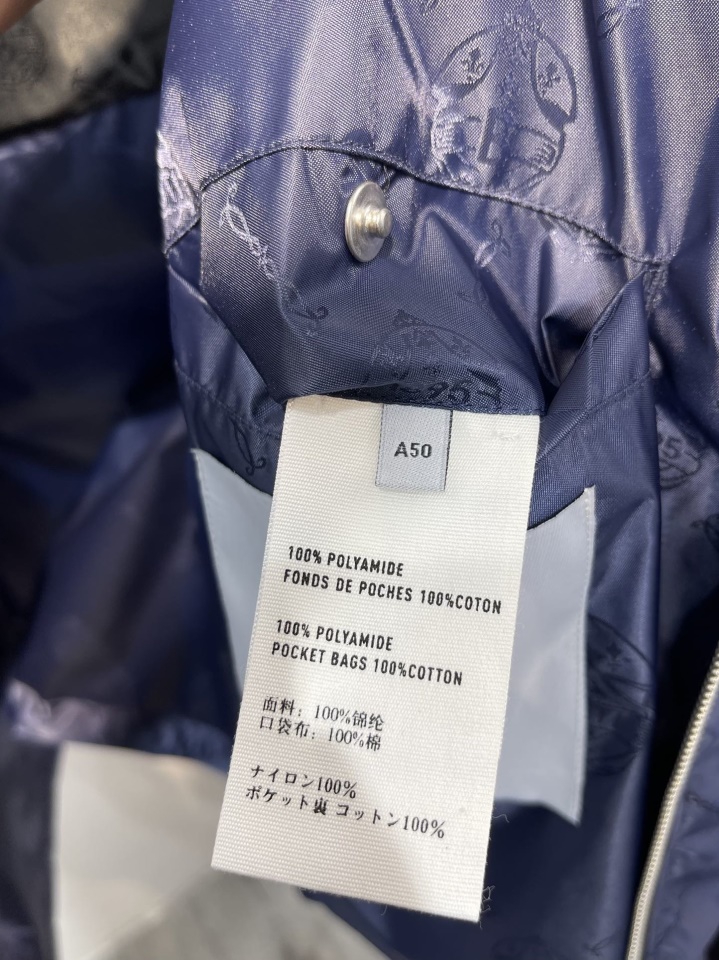 A50
100% POLYAMIDE
FONDS DE POCHES 100%COTON
100% POLYAMIDE
POCKET BAGS 100%COTTON
面料：100%锦纶
口袋布：100%棉
ナイロン100%
ポケット裏 コットン100%